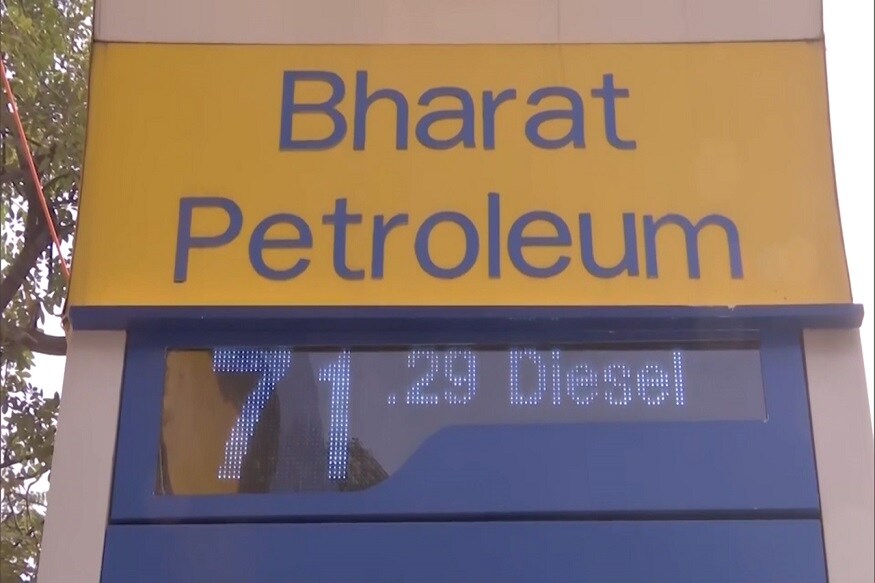 Bharat
Petroleum
71.29 Diesel